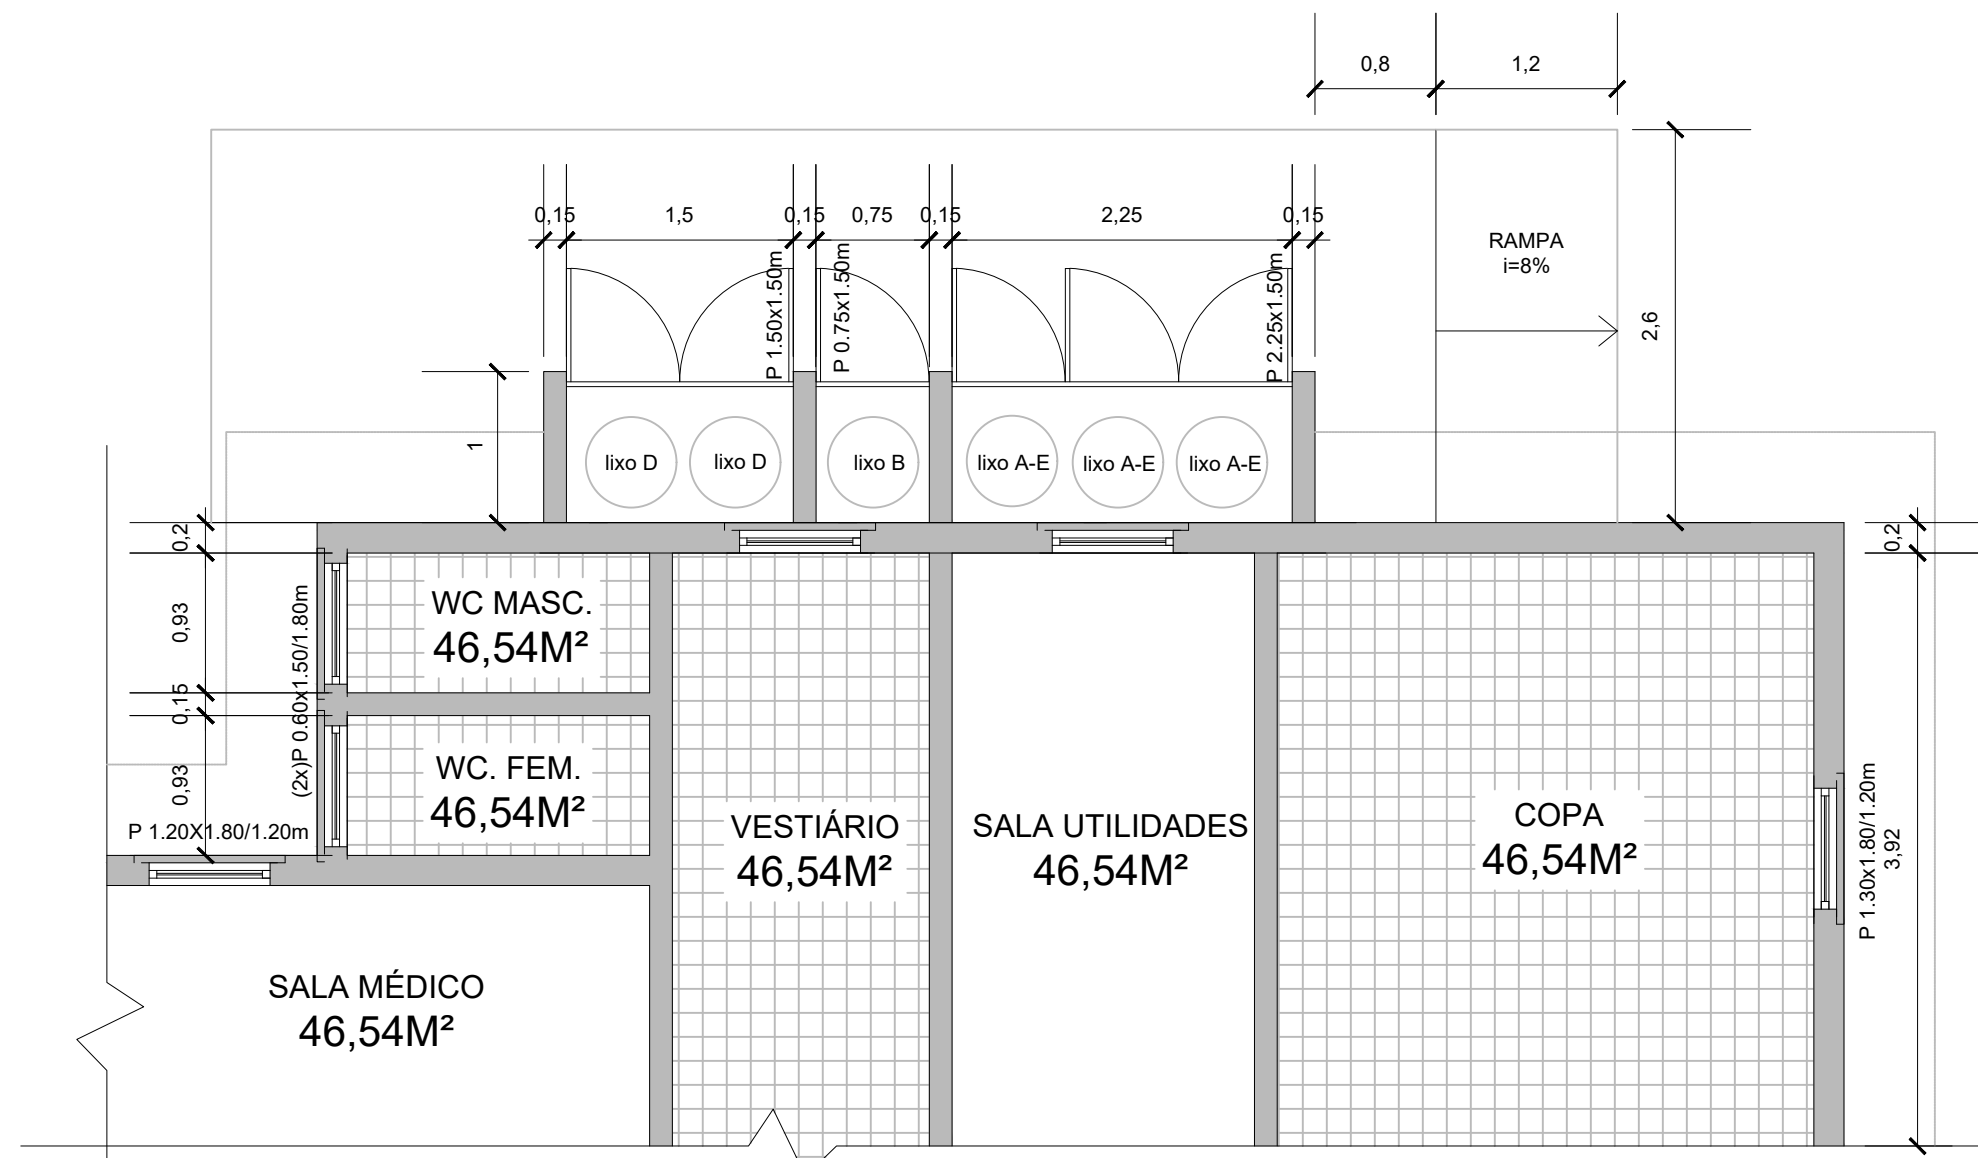 0,8
1,2
0,15
1,5
0,15
0,75
0,15
2,25
0,15
RAMPA
i=8%
2,6
P 1.50x1.50m
P 0.75x1.50m
P 2.25x1.50m
1
lixo D
lixo D
lixo B
lixo A-E
lixo A-E
lixo A-E
0,2
0,93
0,15
0,93
(2x)P 0.60x1.50/1.80m
P 1.20X1.80/1.20m
WC MASC.
46,54M²
WC. FEM.
46,54M²
VESTIÁRIO
46,54M²
SALA UTILIDADES
46,54M²
COPA
46,54M²
0,2
P 1.30x1.80/1.20m
3,92
SALA MÉDICO
46,54M²